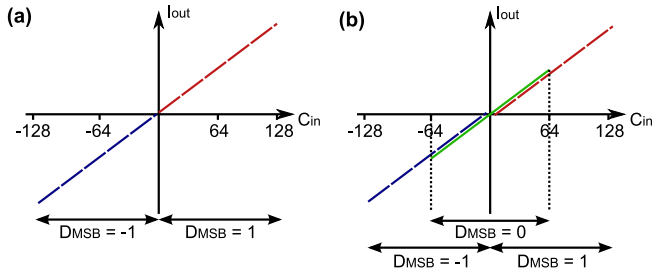 (a)
Iout
Cin
-128 -64 64 128
DMSB = -1 DMSB = 1
(b)
Iout
Cin
-128 -64 64 128
DMSB = 0
DMSB = -1 DMSB = 1